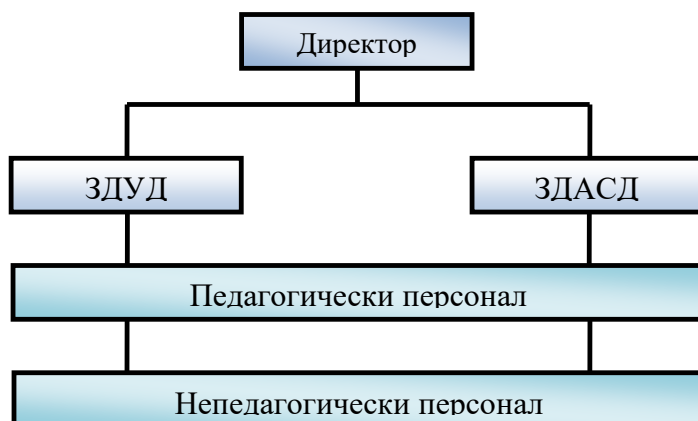 Директор
ЗДУД
ЗДАСД
Педагогически персонал
Непедагогически персонал